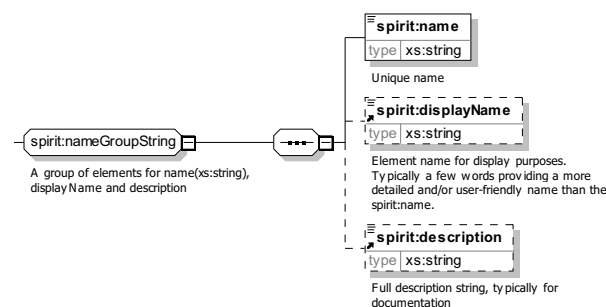 spirit:name
type xs:string
Unique name
spirit:displayName
type xs:string
spirit:nameGroupString
Element name for display purposes.
Typically a few words providing a more
detailed and/or user-friendly name than the
spirit:name.
A group of elements for name(xs:string),
displayName and description
spirit:description
type xs:string
Full description string, typically for
documentation